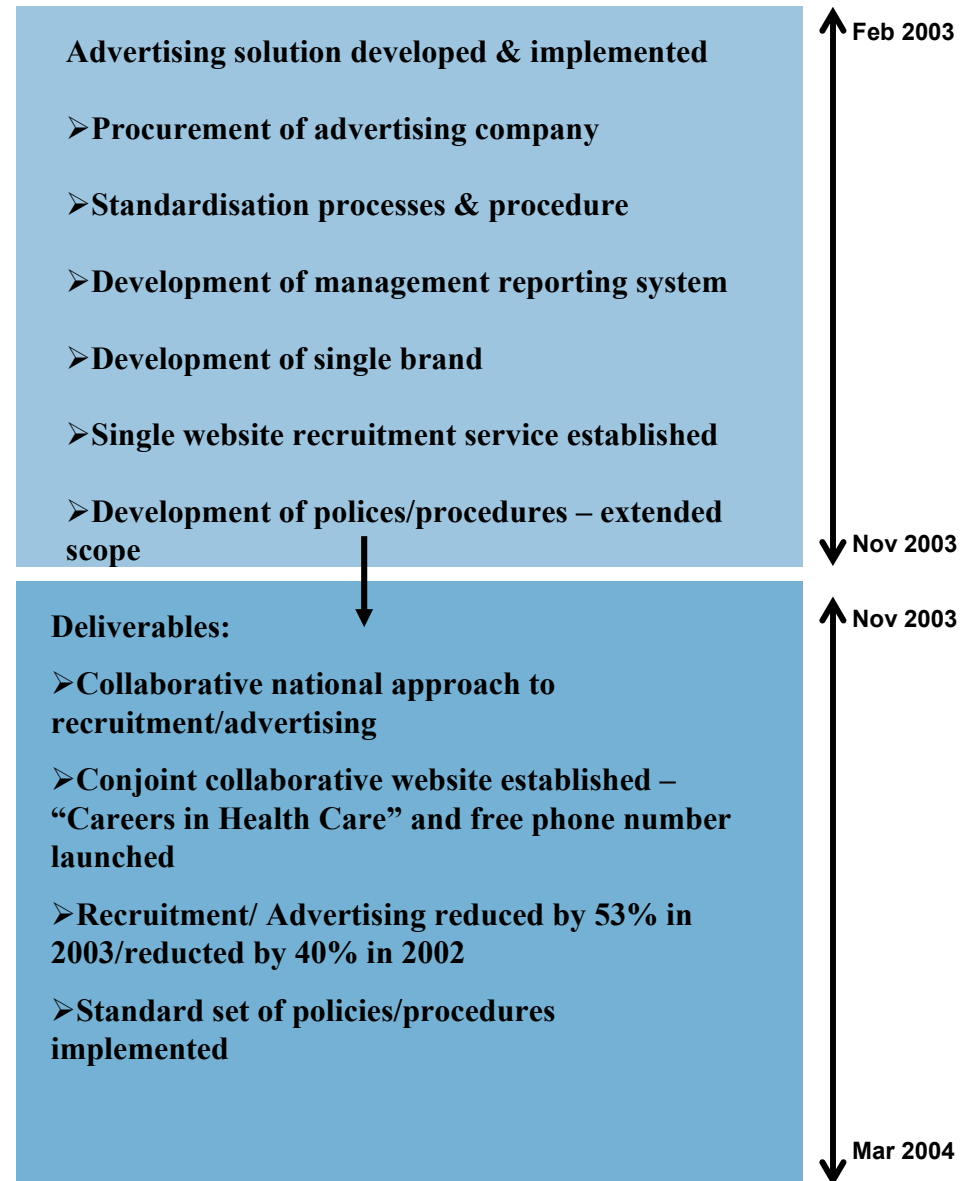 Advertising solution developed & implemented
Feb 2003
➢Procurement of advertising company
➢Standardisation processes & procedure
➢Development of management reporting system
➢Development of single brand
➢Single website recruitment service established
➢Development of polices/procedures – extended
scope
Nov 2003
Deliverables:
Nov 2003
➢Collaborative national approach to
recruitment/advertising
➢Conjoint collaborative website established –
“Careers in Health Care” and free phone number
launched
➢Recruitment/ Advertising reduced by 53% in
2003/reducted by 40% in 2002
➢Standard set of policies/procedures
implemented
Mar 2004